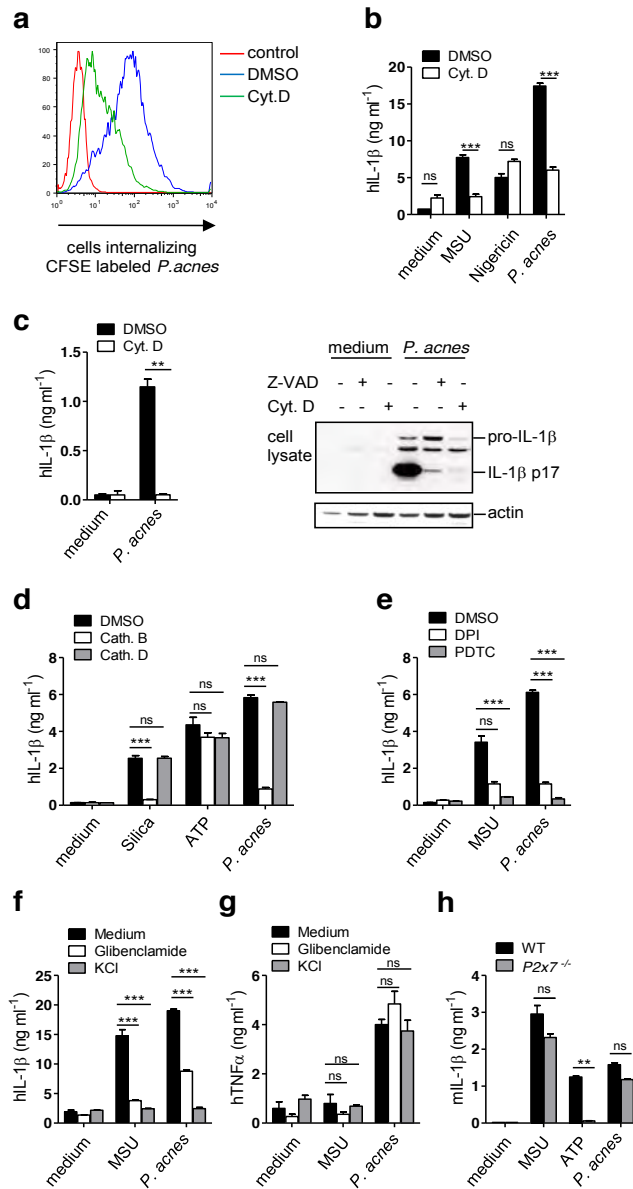 a
control
DMSO
Cyt.D
100
80
60
40
20
0
10⁰ 10¹ 10² 10³ 10⁴
cells internalizing
CFSE labeled P.acnes
b
DMSO
Cyt. D
hIL-1β (ng ml⁻¹)
20
15
10
5
0
ns
***
ns
***
medium
MSU
Nigericin
P. acnes
c
DMSO
Cyt. D
hIL-1β (ng ml⁻¹)
1.5
1.2
0.9
0.6
0.3
0.0
**
medium
P. acnes
medium P. acnes
Z-VAD - + - - + -
Cyt. D - - + - - +
cell
lysate
pro-IL-1β
IL-1β p17
actin
d
DMSO
Cath. B
Cath. D
hIL-1β (ng ml⁻¹)
8
6
4
2
0
ns
***
ns
ns
ns
***
medium
Silica
ATP
P. acnes
e
DMSO
DPI
PDTC
hIL-1β (ng ml⁻¹)
8
6
4
2
0
***
ns
***
***
medium
MSU
P. acnes
f
Medium
Glibenclamide
KCl
hIL-1β (ng ml⁻¹)
25
20
15
10
5
0
***
***
***
***
medium
MSU
P. acnes
g
Medium
Glibenclamide
KCl
hTNFα (ng ml⁻¹)
6
4
2
0
ns
ns
ns
ns
medium
MSU
P. acnes
h
WT
P2x7 -/-
mIL-1β (ng ml⁻¹)
4
3
2
1
0
ns
**
ns
medium
MSU
ATP
P. acnes